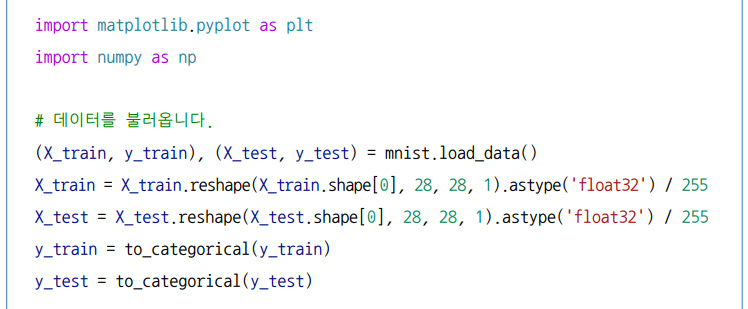 import matplotlib.pyplot as plt
import numpy as np
# 데이터를 불러옵니다.
(X_train, y_train), (X_test, y_test) = mnist.load_data()
X_train = X_train.reshape(X_train.shape[0], 28, 28, 1).astype('float32') / 255
X_test = X_test.reshape(X_test.shape[0], 28, 28, 1).astype('float32') / 255
y_train = to_categorical(y_train)
y_test = to_categorical(y_test)